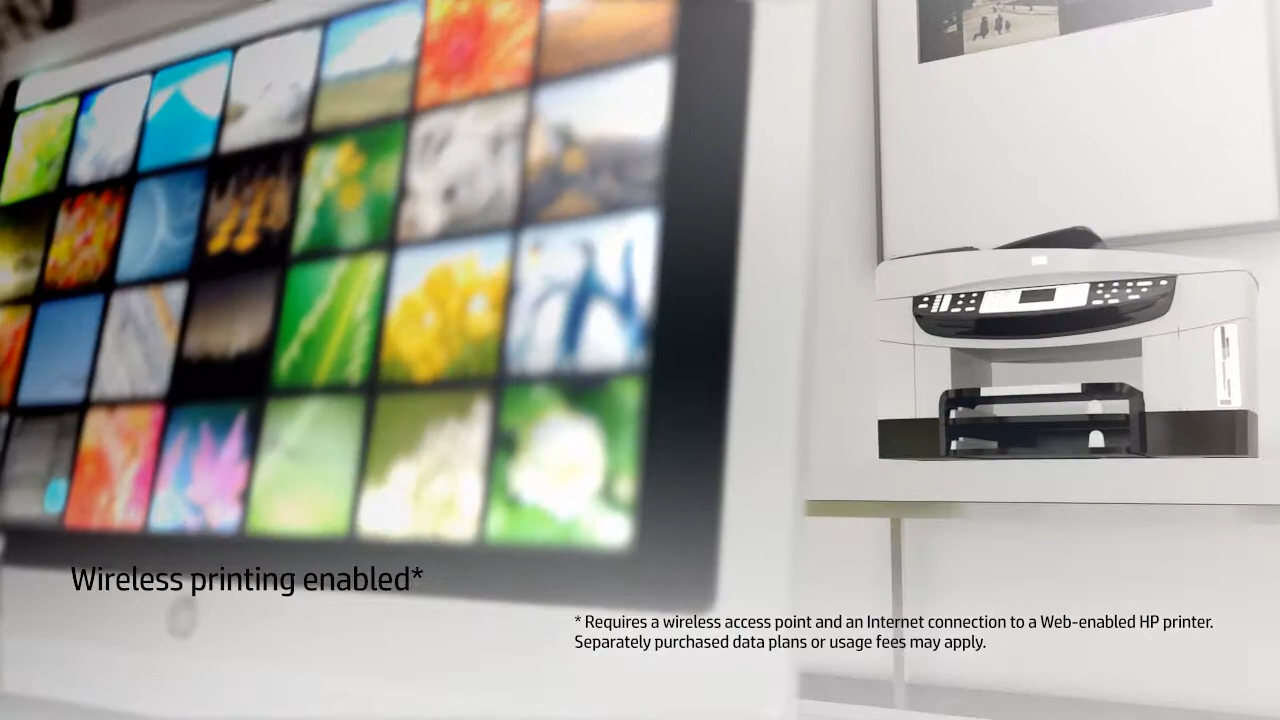 Wireless printing enabled*
* Requires a wireless access point and an Internet connection to a Web-enabled HP printer.
Separately purchased data plans or usage fees may apply.